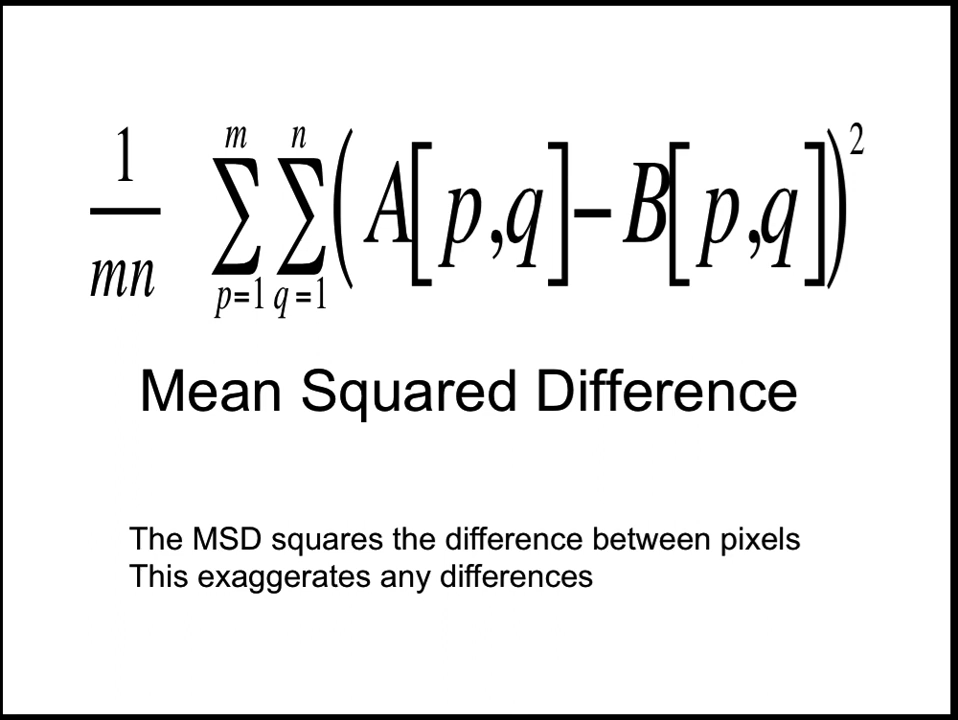 1/mn ∑_{p=1}^{m} ∑_{q=1}^{n} (A[p,q]−B[p,q])²
Mean Squared Difference
The MSD squares the difference between pixels
This exaggerates any differences